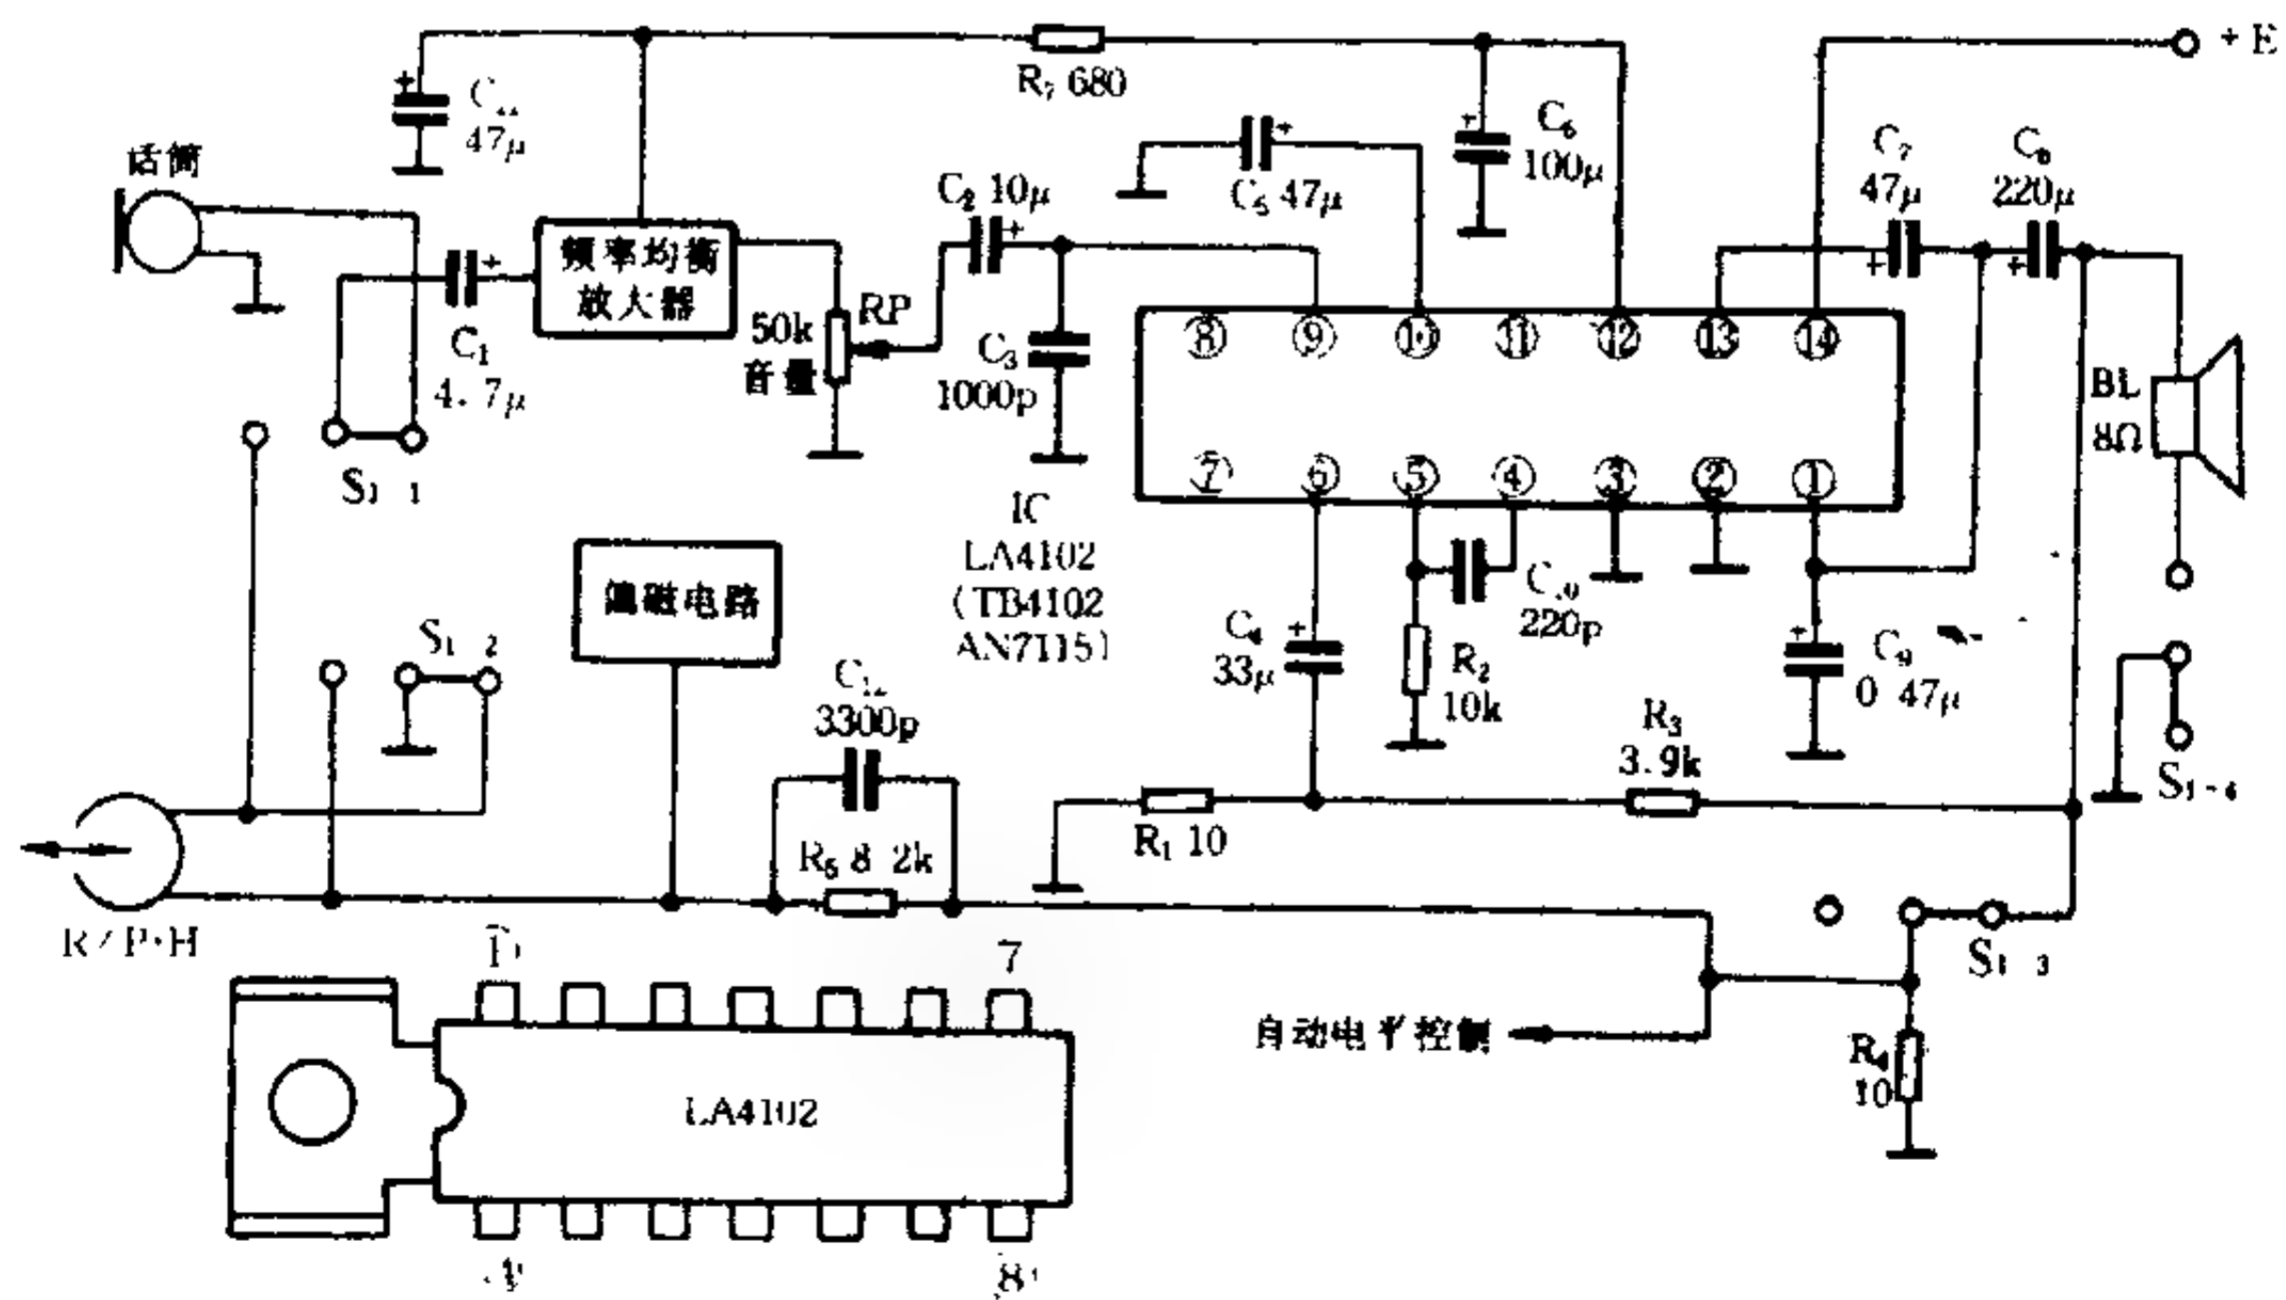 +E
R₇ 680
47μ
C₆
100μ
C₇
47μ
C₈
220μ
话筒
C₂ 10μ
C₅ 47μ
频率均衡
放大器
50k
RP
音量
C₁
4.7μ
C₃
1000p
⑧ ⑨ ⑩ ⑪ ⑫ ⑬ ⑭
⑦ ⑥ ⑤ ④ ③ ② ①
BL
8Ω
S₁ ₁
IC
LA4102
(TB4102
AN7115)
电路
S₁ ₂
C₄
33μ
R₂
10k
C₁₀
220p
C₉
0 47μ
C₁₂
3300p
R₃
3.9k
S₁₋₄
R₁ 10
R₅ 8 2k
R/P·H
S₁ ₃
自动电平控制
R₄
10
7
LA4102
8